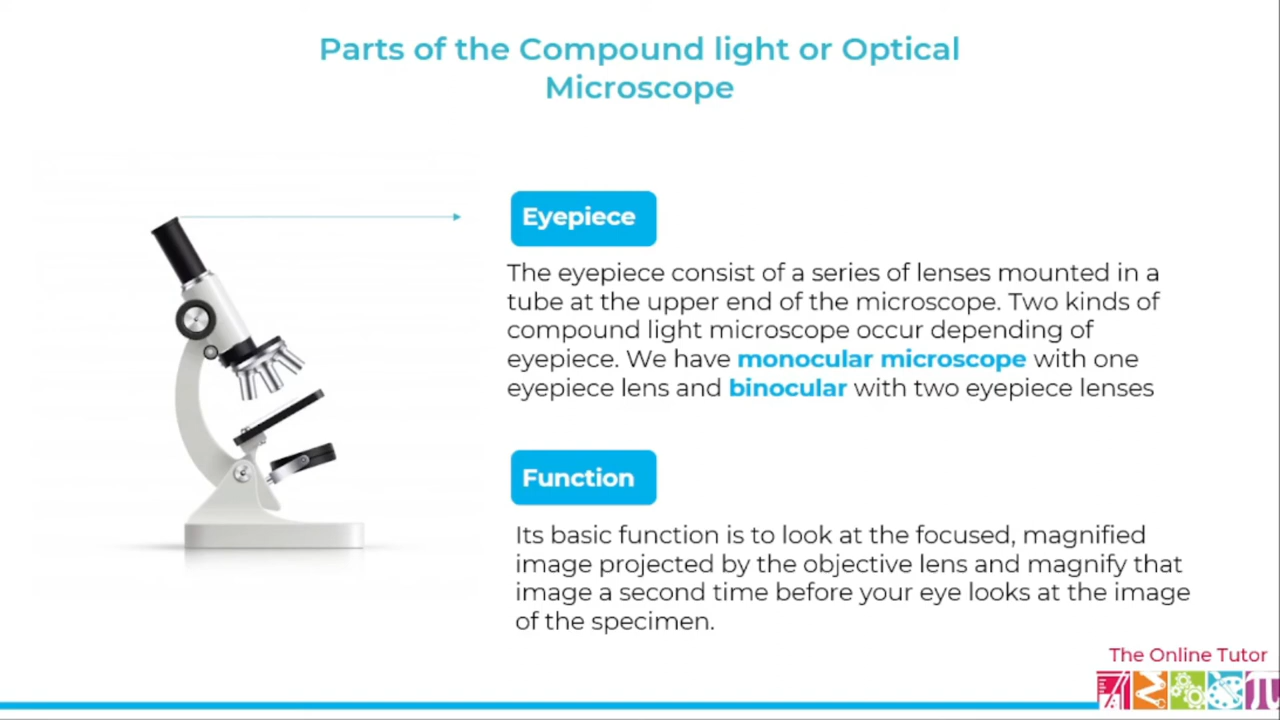 Parts of the Compound light or Optical
Microscope
Eyepiece
The eyepiece consist of a series of lenses mounted in a
tube at the upper end of the microscope. Two kinds of
compound light microscope occur depending of
eyepiece. We have monocular microscope with one
eyepiece lens and binocular with two eyepiece lenses
Function
Its basic function is to look at the focused, magnified
image projected by the objective lens and magnify that
image a second time before your eye looks at the image
of the specimen.
The Online Tutor